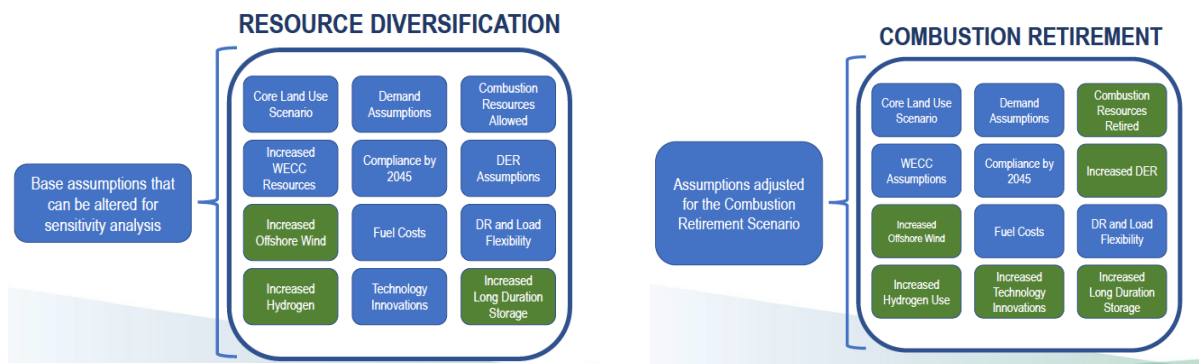 RESOURCE DIVERSIFICATION
Base assumptions that
can be altered for
sensitivity analysis
Core Land Use
Scenario
Demand
Assumptions
Combustion
Resources
Allowed
Increased
WECC
Resources
Compliance by
2045
DER
Assumptions
Increased
Offshore Wind
Fuel Costs
DR and Load
Flexibility
Increased
Hydrogen
Technology
Innovations
Increased
Long Duration
Storage
COMBUSTION RETIREMENT
Assumptions adjusted
for the Combustion
Retirement Scenario
Core Land Use
Scenario
Demand
Assumptions
Combustion
Resources
Retired
WECC
Assumptions
Compliance by
2045
Increased DER
Increased
Offshore Wind
Fuel Costs
DR and Load
Flexibility
Increased
Hydrogen Use
Increased
Technology
Innovations
Increased
Long Duration
Storage